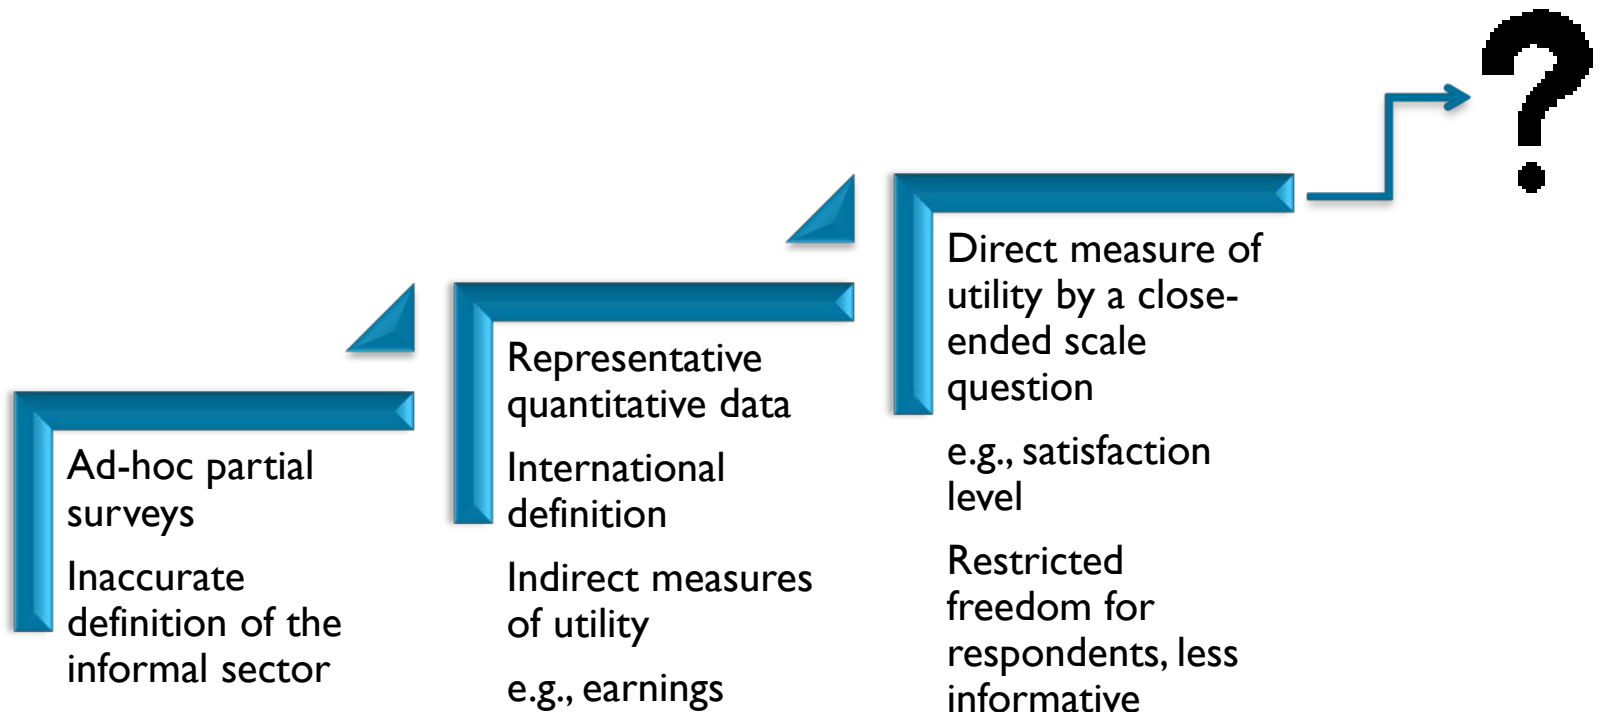 Ad-hoc partial
surveys
Inaccurate
definition of the
informal sector
Representative
quantitative data
International
definition
Indirect measures
of utility
e.g., earnings
Direct measure of
utility by a close-
ended scale
question
e.g., satisfaction
level
Restricted
freedom for
respondents, less
informative
?